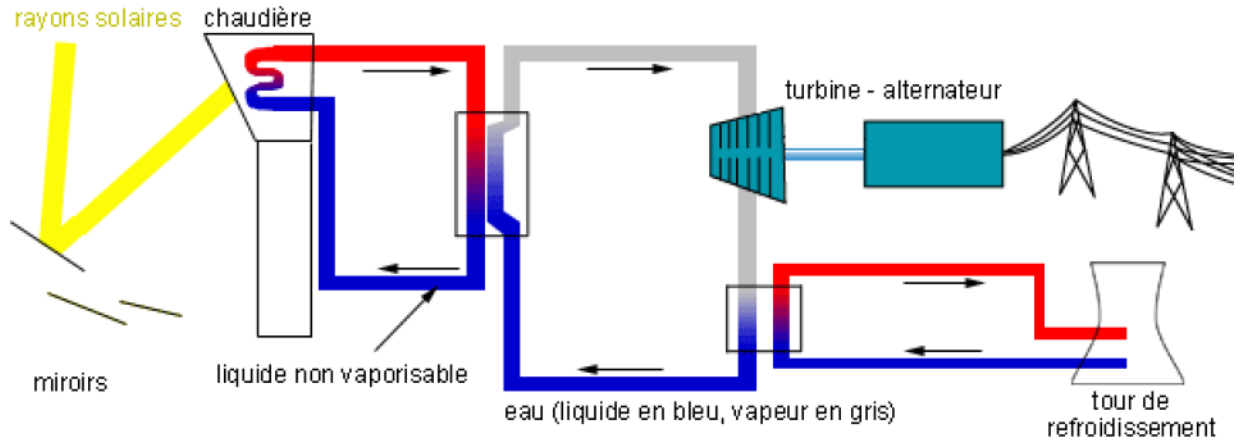 rayons solaires
chaudière
turbine - alternateur
liquide non vaporisable
miroirs
eau (liquide en bleu, vapeur en gris)
tour de
refroidissement